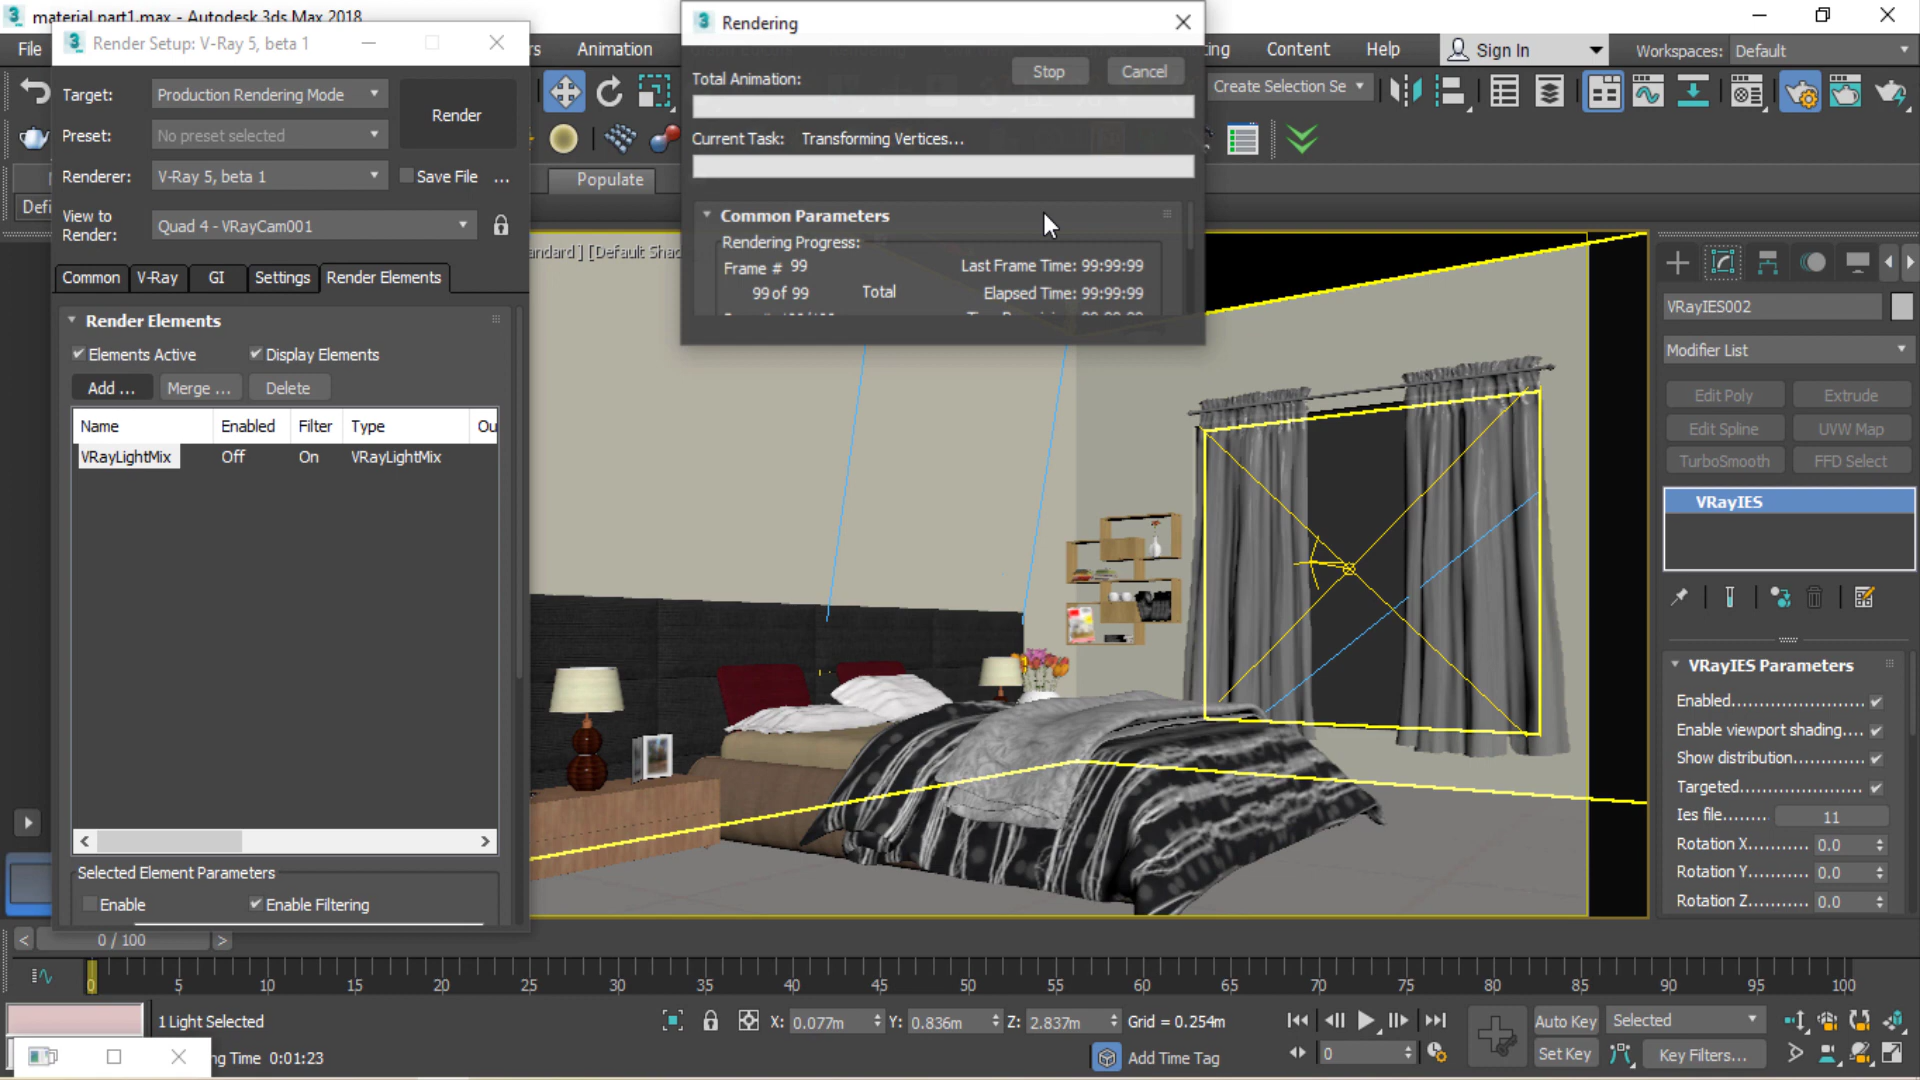 material part1.max - Autodesk 3ds Max 2018
Render Setup: V-Ray 5, beta 1
Rendering
File
Animation
Content
Help
Sign In
Workspaces: Default
Target: Production Rendering Mode
Render
Preset: No preset selected
Renderer: V-Ray 5, beta 1
Save File ...
View to
Render:
Quad 4 - VRayCam001
Populate
Create Selection Se
Total Animation:
Stop
Cancel
Current Task: Transforming Vertices...
Common Parameters
Rendering Progress:
Frame # 99
Last Frame Time: 99:99:99
99 of 99
Total
Elapsed Time: 99:99:99
Common
V-Ray
GI
Settings
Render Elements
Render Elements
Elements Active
Display Elements
Add ...
Merge ...
Delete
Name
Enabled
Filter
Type
Ou
VRayLightMix
Off
On
VRayLightMix
Selected Element Parameters
Enable
Enable Filtering
VRayIES002
Modifier List
Edit Poly
Extrude
Edit Spline
UVW Map
TurboSmooth
FFD Select
VRayIES
VRayIES Parameters
Enabled
Enable viewport shading....
Show distribution
Targeted
Ies file....... 11
Rotation X.......... 0.0
Rotation Y.......... 0.0
Rotation Z.......... 0.0
< 0 / 100 >
0 5 10 15 20 25 30 35 40 45 50 55 60 65 70 75 80 85 90 95 100
1 Light Selected
X: 0.077m
Y: 0.836m
Z: 2.837m
Grid = 0.254m
Auto Key
Selected
ng Time 0:01:23
Add Time Tag
0
Set Key
Key Filters...